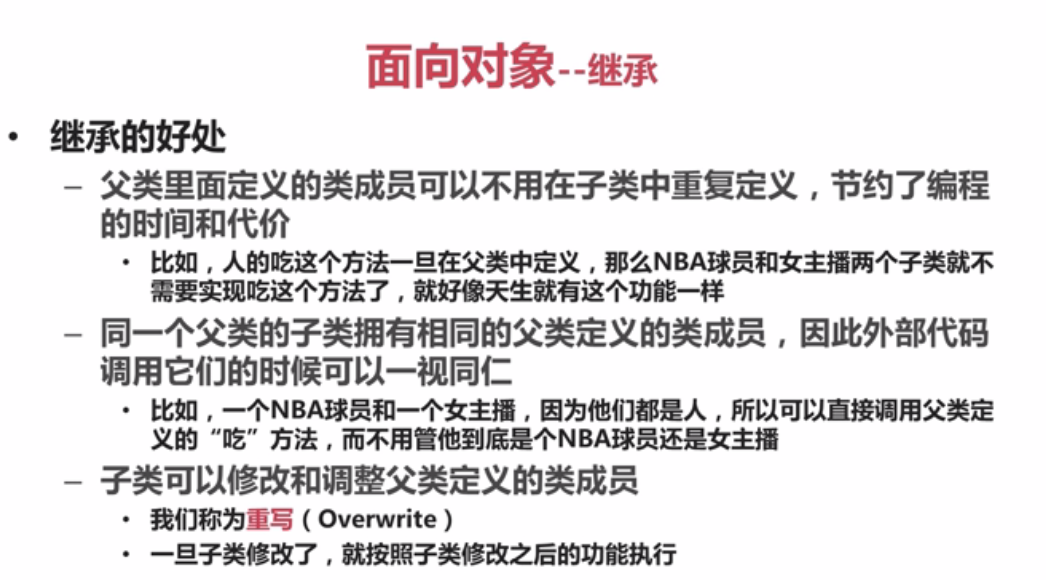 面向对象--继承
• 继承的好处
– 父类里面定义的类成员可以不用在子类中重复定义，节约了编程
的时间和代价
• 比如，人的吃这个方法一旦在父类中定义，那么NBA球员和女主播两个子类就不
需要实现吃这个方法了，就好像天生就有这个功能一样
– 同一个父类的子类拥有相同的父类定义的类成员，因此外部代码
调用它们的时候可以一视同仁
• 比如，一个NBA球员和一个女主播，因为他们都是人，所以可以直接调用父类定
义的“吃”方法，而不用管他到底是个NBA球员还是女主播
– 子类可以修改和调整父类定义的类成员
• 我们称为重写（Overwrite）
• 一旦子类修改了，就按照子类修改之后的功能执行